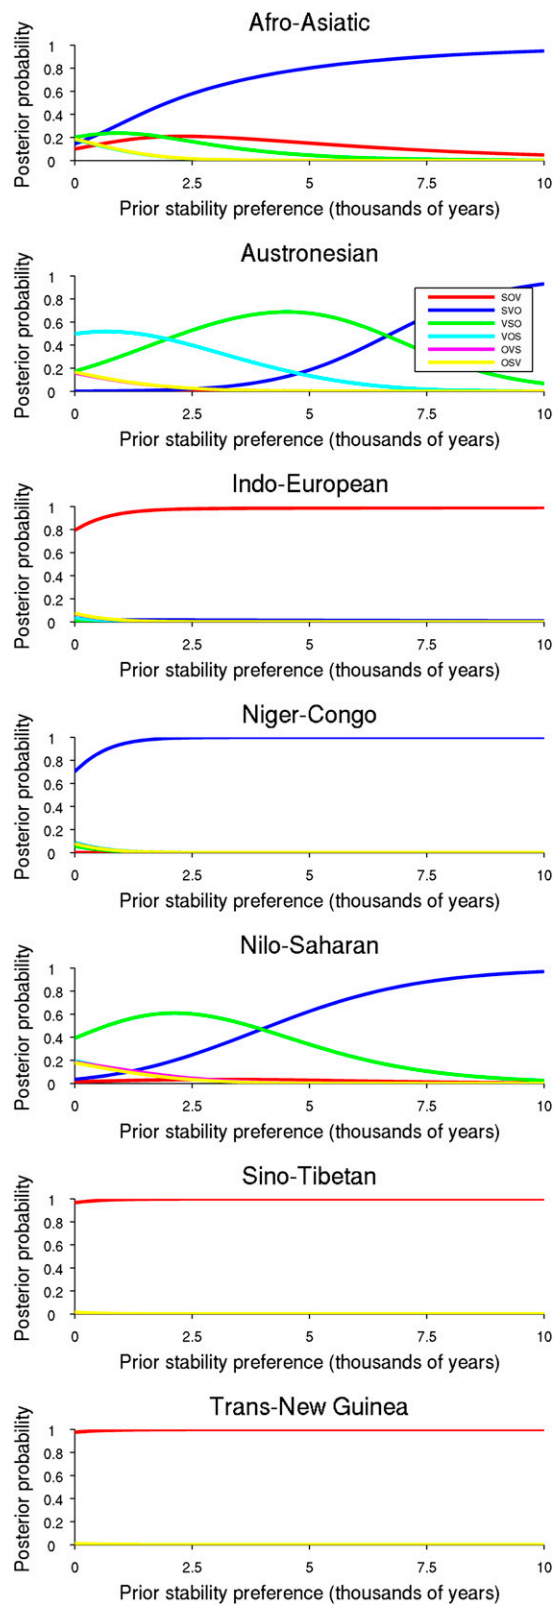 Afro-Asiatic
Posterior probability
1
0.8
0.6
0.4
0.2
0
0 2.5 5 7.5 10
Prior stability preference (thousands of years)
Austronesian
Posterior probability
1
0.8
0.6
0.4
0.2
0
SOV
SVO
VSO
VOS
OVS
OSV
0 2.5 5 7.5 10
Prior stability preference (thousands of years)
Indo-European
Posterior probability
1
0.8
0.6
0.4
0.2
0
0 2.5 5 7.5 10
Prior stability preference (thousands of years)
Niger-Congo
Posterior probability
1
0.8
0.6
0.4
0.2
0
0 2.5 5 7.5 10
Prior stability preference (thousands of years)
Nilo-Saharan
Posterior probability
1
0.8
0.6
0.4
0.2
0
0 2.5 5 7.5 10
Prior stability preference (thousands of years)
Sino-Tibetan
Posterior probability
1
0.8
0.6
0.4
0.2
0
0 2.5 5 7.5 10
Prior stability preference (thousands of years)
Trans-New Guinea
Posterior probability
1
0.8
0.6
0.4
0.2
0
0 2.5 5 7.5 10
Prior stability preference (thousands of years)